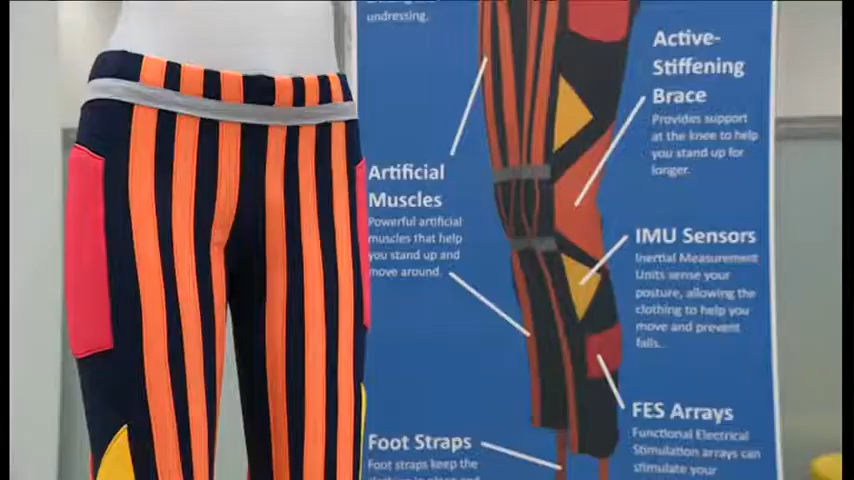 undressing.
Active-
Stiffening
Brace
Provides support
at the knee to help
you stand up for
longer.
Artificial
Muscles
Powerful artificial
muscles that help
you stand up and
move around.
IMU Sensors
Inertial Measurement
Units sense your
posture, allowing the
clothing to help you
move and prevent
falls.
FES Arrays
Functional Electrical
Stimulation arrays can
stimulate your
Foot Straps
Foot straps keep the